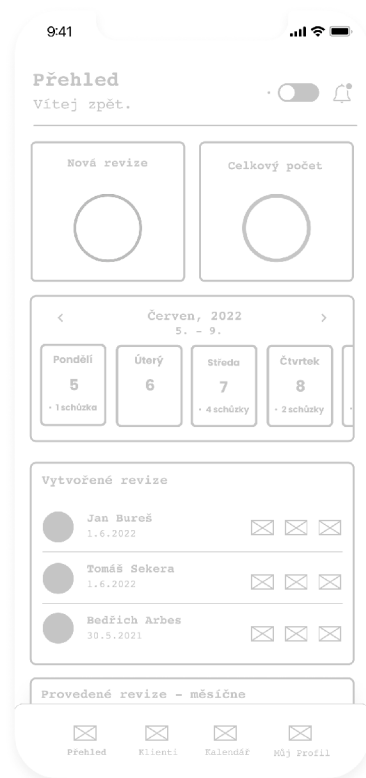 9:41
Přehled
Vítej zpět.
Nová revize
Celkový počet
Červen, 2022
5. – 9.
Pondělí
5
• 1 schůzka
Úterý
6
Středa
7
• 4 schůzky
Čtvrtek
8
• 2 schůzky
Vytvořené revize
Jan Bureš
1.6.2022
Tomáš Sekera
1.6.2022
Bedřich Arbes
30.5.2021
Provedené revize – měsíčne
Přehled
Klienti
Kalendář
Můj Profil